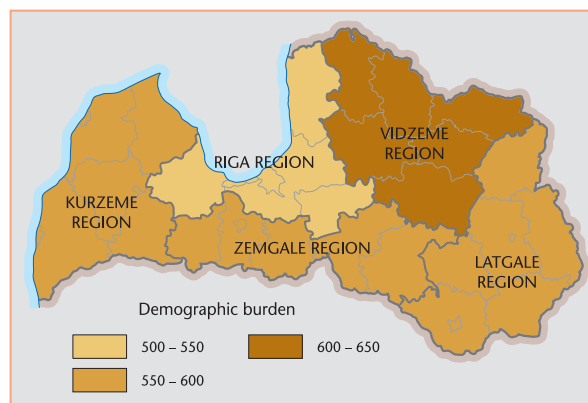 RIGA REGION
VIDZEME
REGION
KURZEME
REGION
ZEMGALE REGION
LATGALE
REGION
Demographic burden
500 – 550
600 – 650
550 – 600